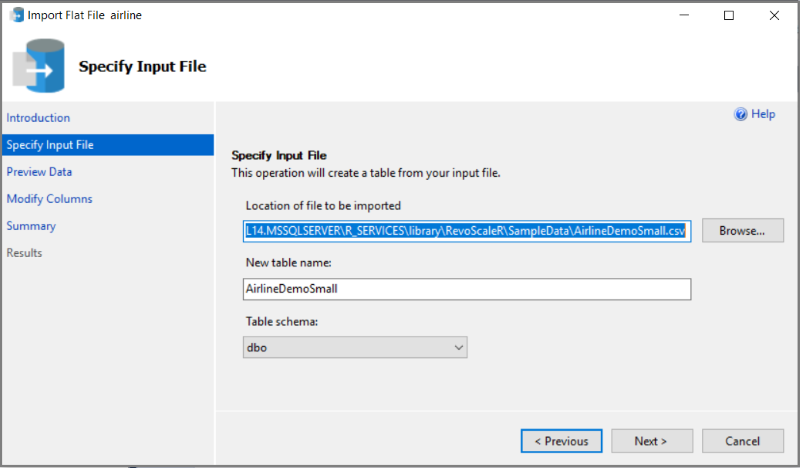 Import Flat File airline
Specify Input File
Introduction
Specify Input File
Preview Data
Modify Columns
Summary
Results
Help
Specify Input File
This operation will create a table from your input file.
Location of file to be imported
L14.MSSQLSERVER\R_SERVICES\library\RevoScaleR\SampleData\AirlineDemoSmall.csv
Browse...
New table name:
AirlineDemoSmall
Table schema:
dbo
< Previous
Next >
Cancel